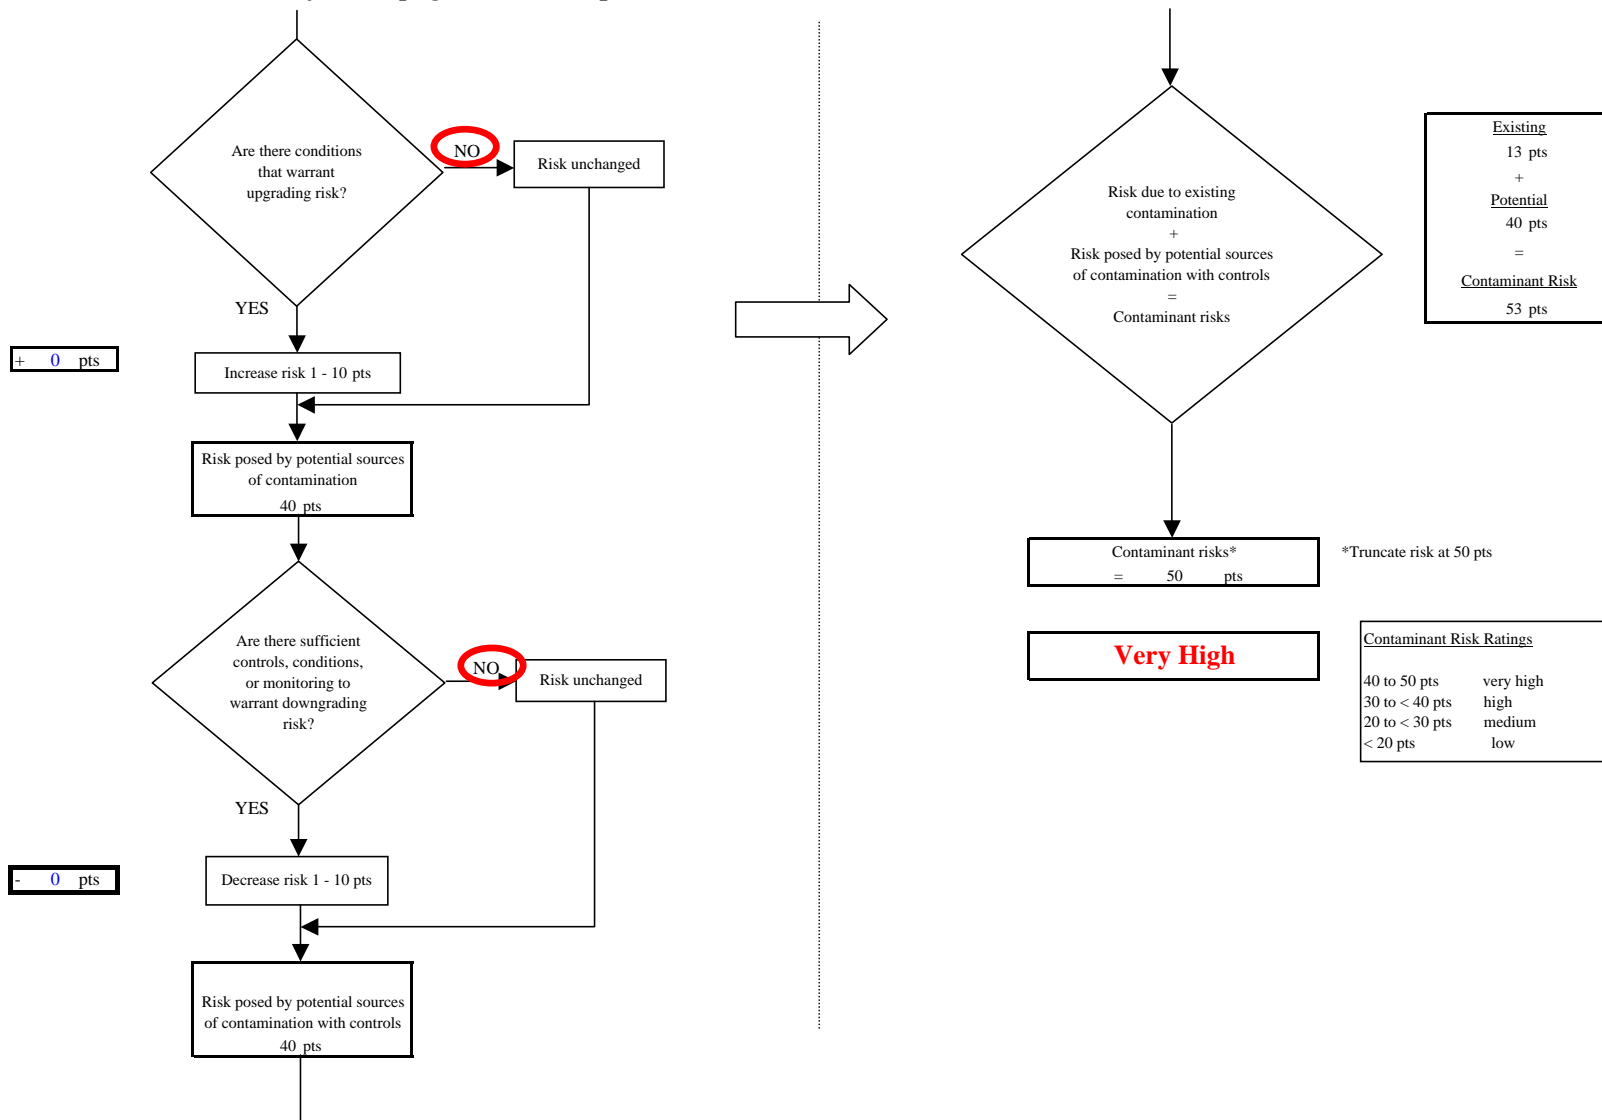 Are there conditions
that warrant
upgrading risk?
NO
Risk unchanged
YES
+ 0 pts
Increase risk 1 - 10 pts
Risk posed by potential sources
of contamination
40 pts
Are there sufficient
controls, conditions,
or monitoring to
warrant downgrading
risk?
NO
Risk unchanged
YES
- 0 pts
Decrease risk 1 - 10 pts
Risk posed by potential sources
of contamination with controls
40 pts
Risk due to existing
contamination
+
Risk posed by potential sources
of contamination with controls
=
Contaminant risks
Existing
13 pts
+
Potential
40 pts
=
Contaminant Risk
53 pts
Contaminant risks*
= 50 pts
*Truncate risk at 50 pts
Very High
Contaminant Risk Ratings
40 to 50 pts very high
30 to < 40 pts high
20 to < 30 pts medium
< 20 pts low